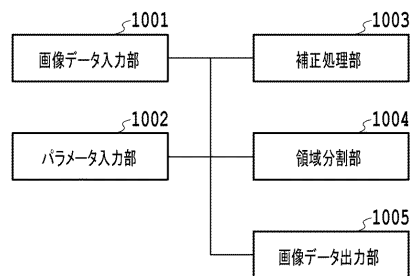 1001
画像データ入力部
1002
パラメータ入力部
1003
補正処理部
1004
領域分割部
1005
画像データ出力部